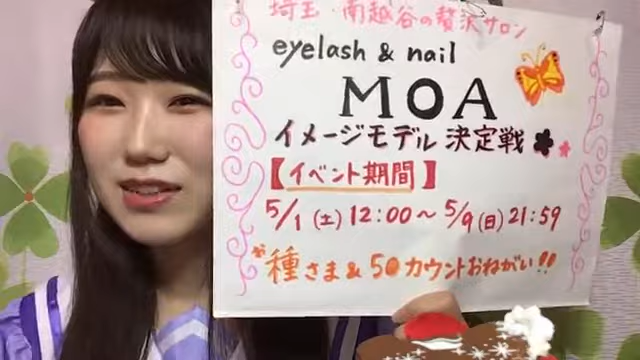 埼玉・南越谷の贅沢サロン
eyelash & nail
MOA
イメージモデル決定戦
【イベント期間】
5/1(土)12:00〜5/9(日)21:59
種さま&50カウントおねがい!!